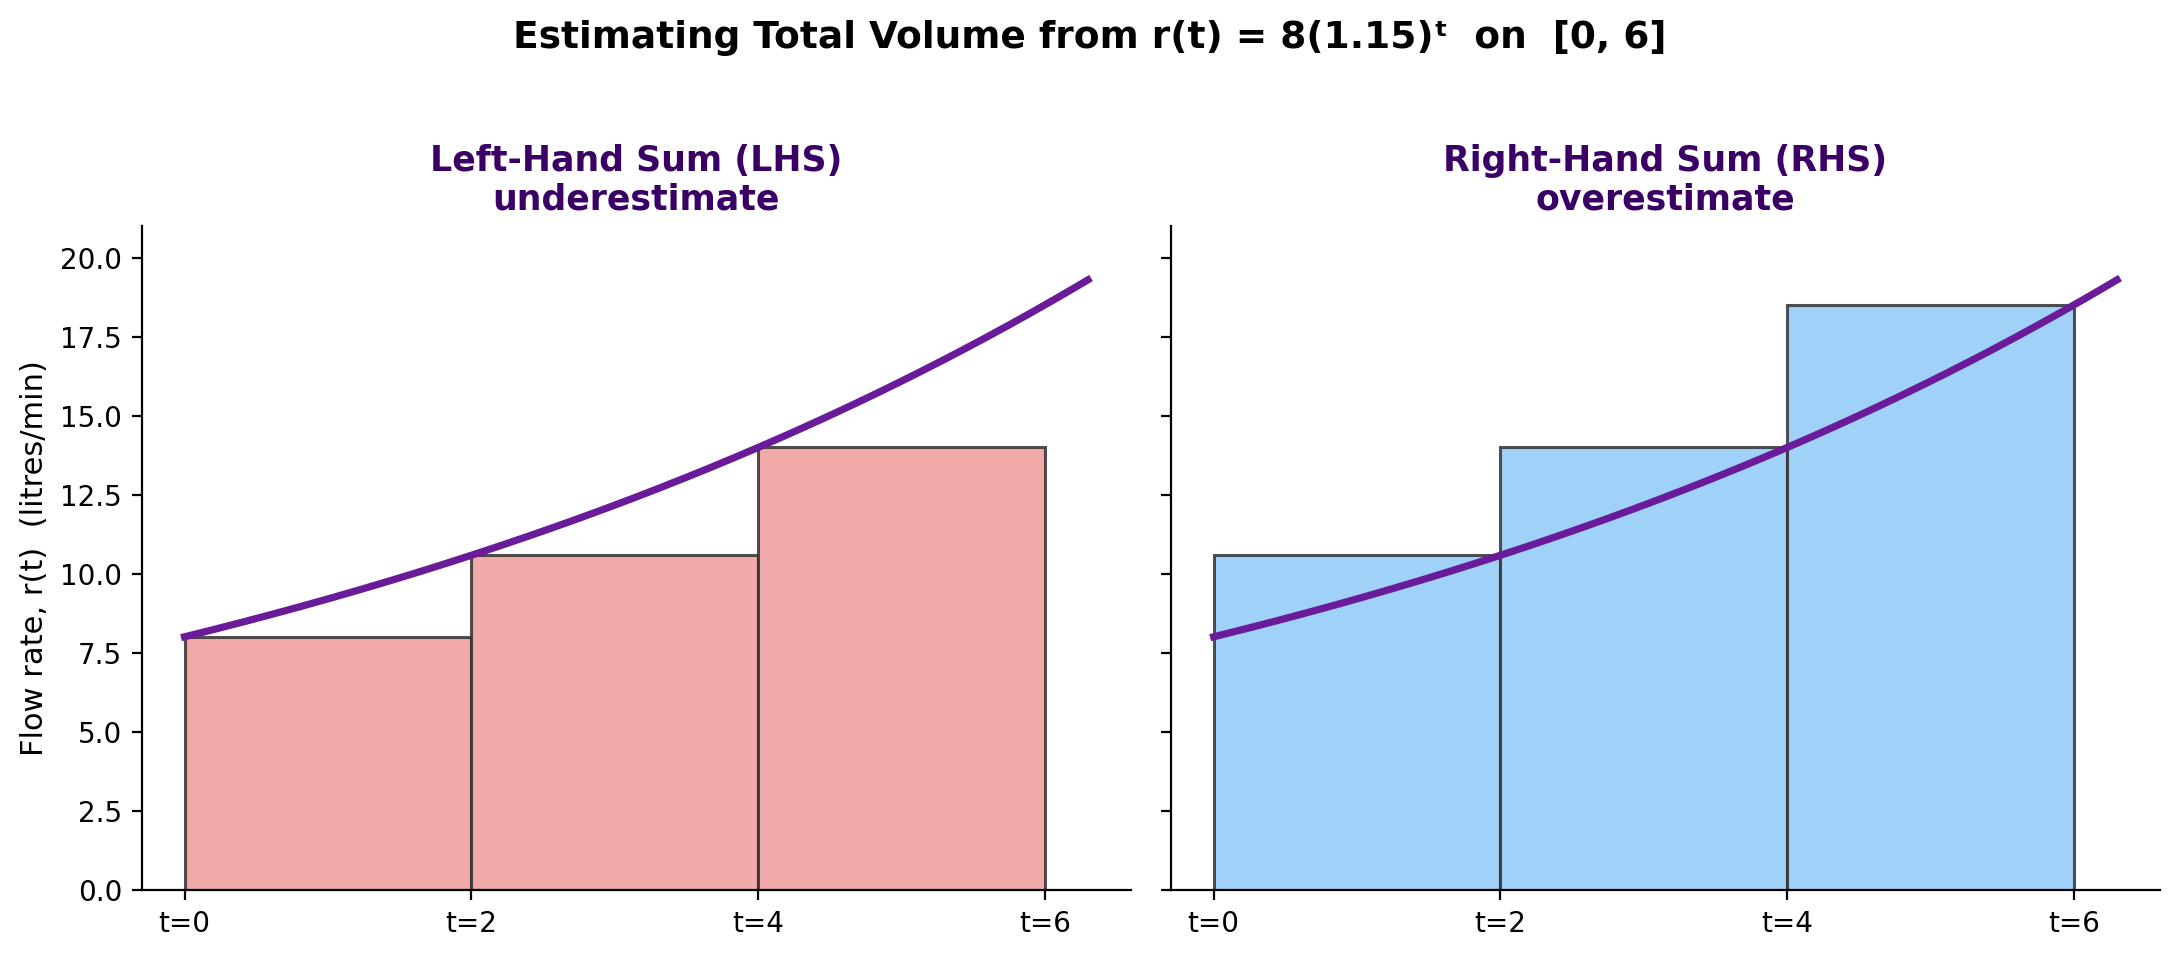 Estimating Total Volume from r(t) = 8(1.15)ᵗ on [0, 6]
Left-Hand Sum (LHS)
underestimate
Right-Hand Sum (RHS)
overestimate
Flow rate, r(t) (litres/min)
20.0
17.5
15.0
12.5
10.0
7.5
5.0
2.5
0.0
t=0 t=2 t=4 t=6
t=0 t=2 t=4 t=6